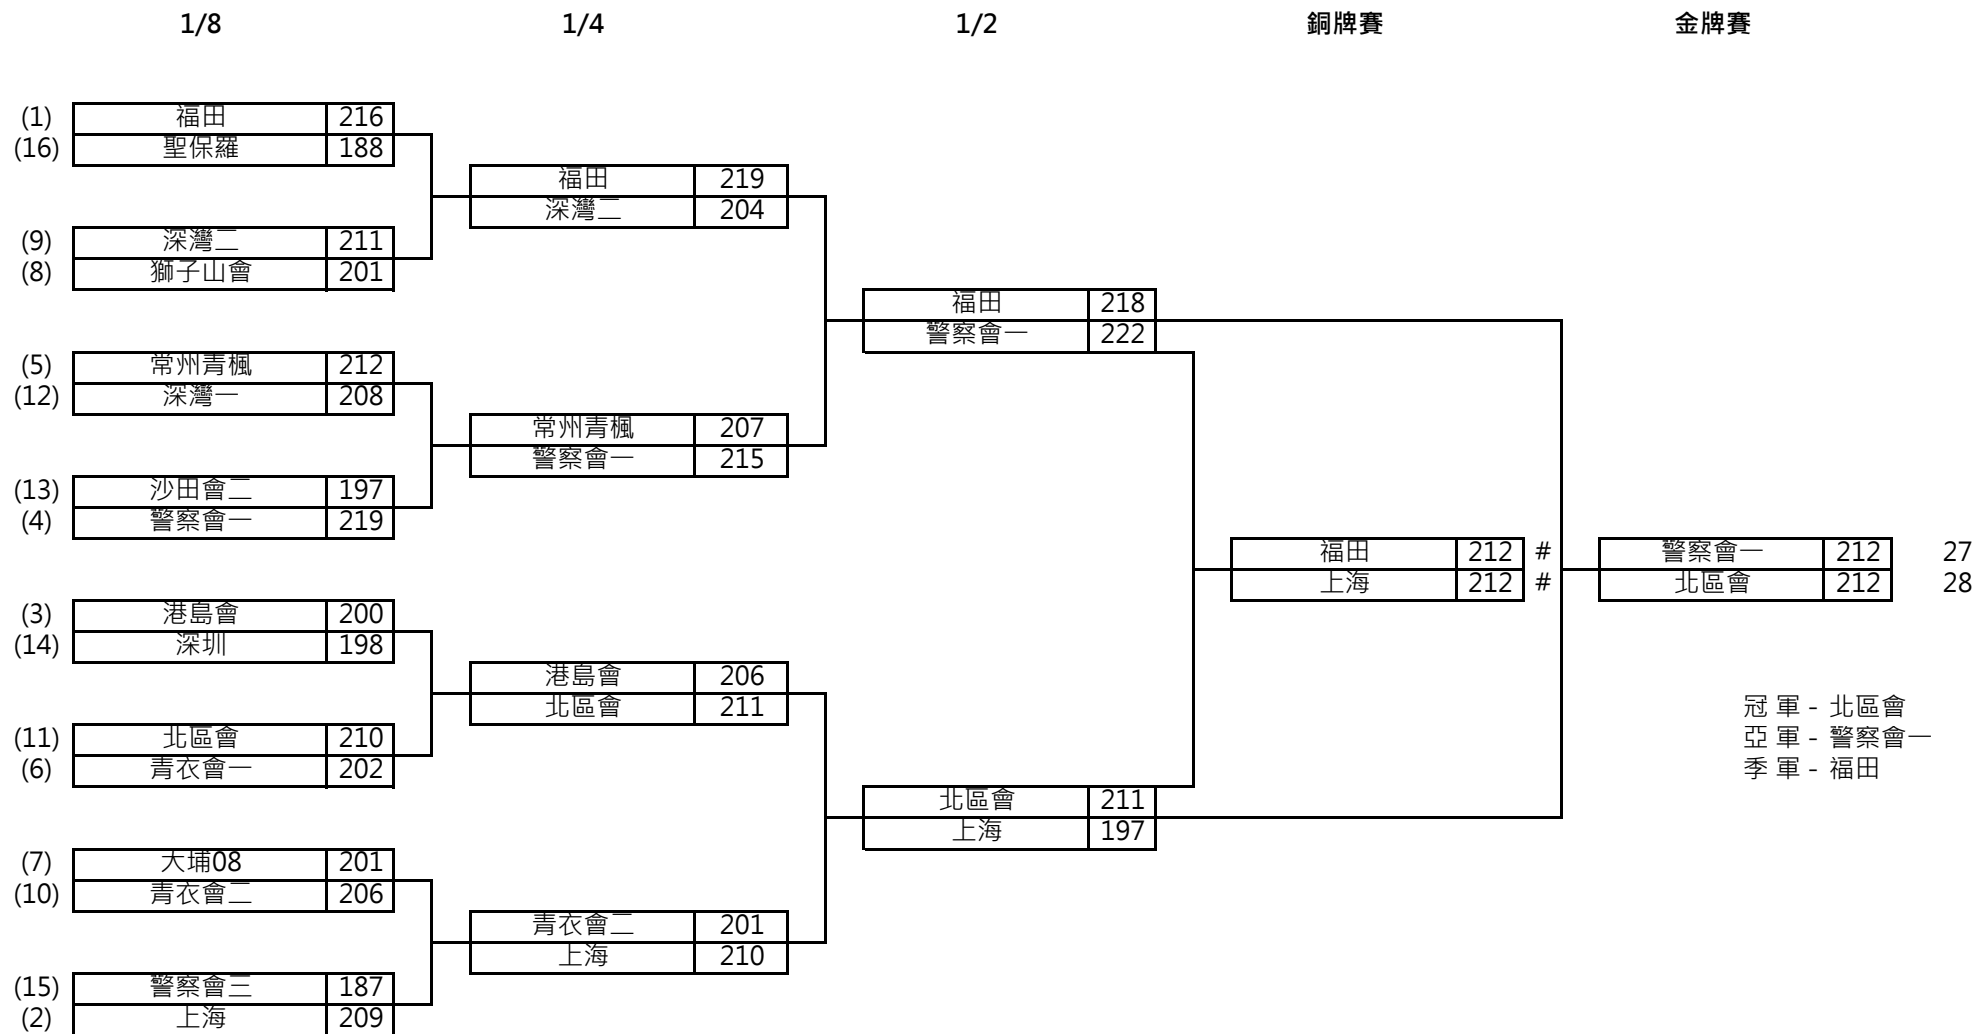 1/8 1/4 1/2 銅牌賽 金牌賽
(1) 福田 216
(16) 聖保羅 188
福田 219
深灣二 204
(9) 深灣二 211
(8) 獅子山會 201
福田 218
警察會一 222
(5) 常州青楓 212
(12) 深灣一 208
常州青楓 207
警察會一 215
(13) 沙田會二 197
(4) 警察會一 219
福田 212 # 警察會一 212 27
上海 212 # 北區會 212 28
(3) 港島會 200
(14) 深圳 198
港島會 206
北區會 211
冠 軍 - 北區會
(11) 北區會 210
亞 軍 - 警察會一
(6) 青衣會一 202
季 軍 - 福田
北區會 211
上海 197
(7) 大埔08 201
(10) 青衣會二 206
青衣會二 201
上海 210
(15) 警察會三 187
(2) 上海 209